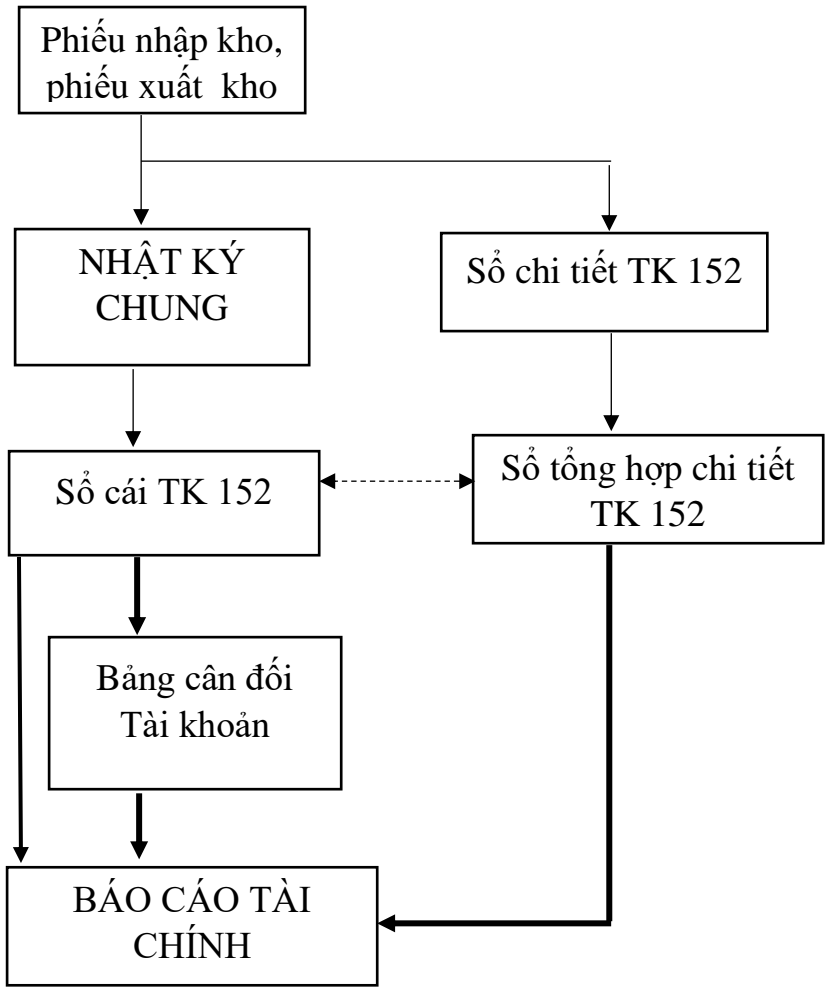 Phiếu nhập kho,
phiếu xuất kho
NHẬT KÝ
CHUNG
Sổ chi tiết TK 152
Sổ cái TK 152
Sổ tổng hợp chi tiết
TK 152
Bảng cân đối
Tài khoản
BÁO CÁO TÀI
CHÍNH